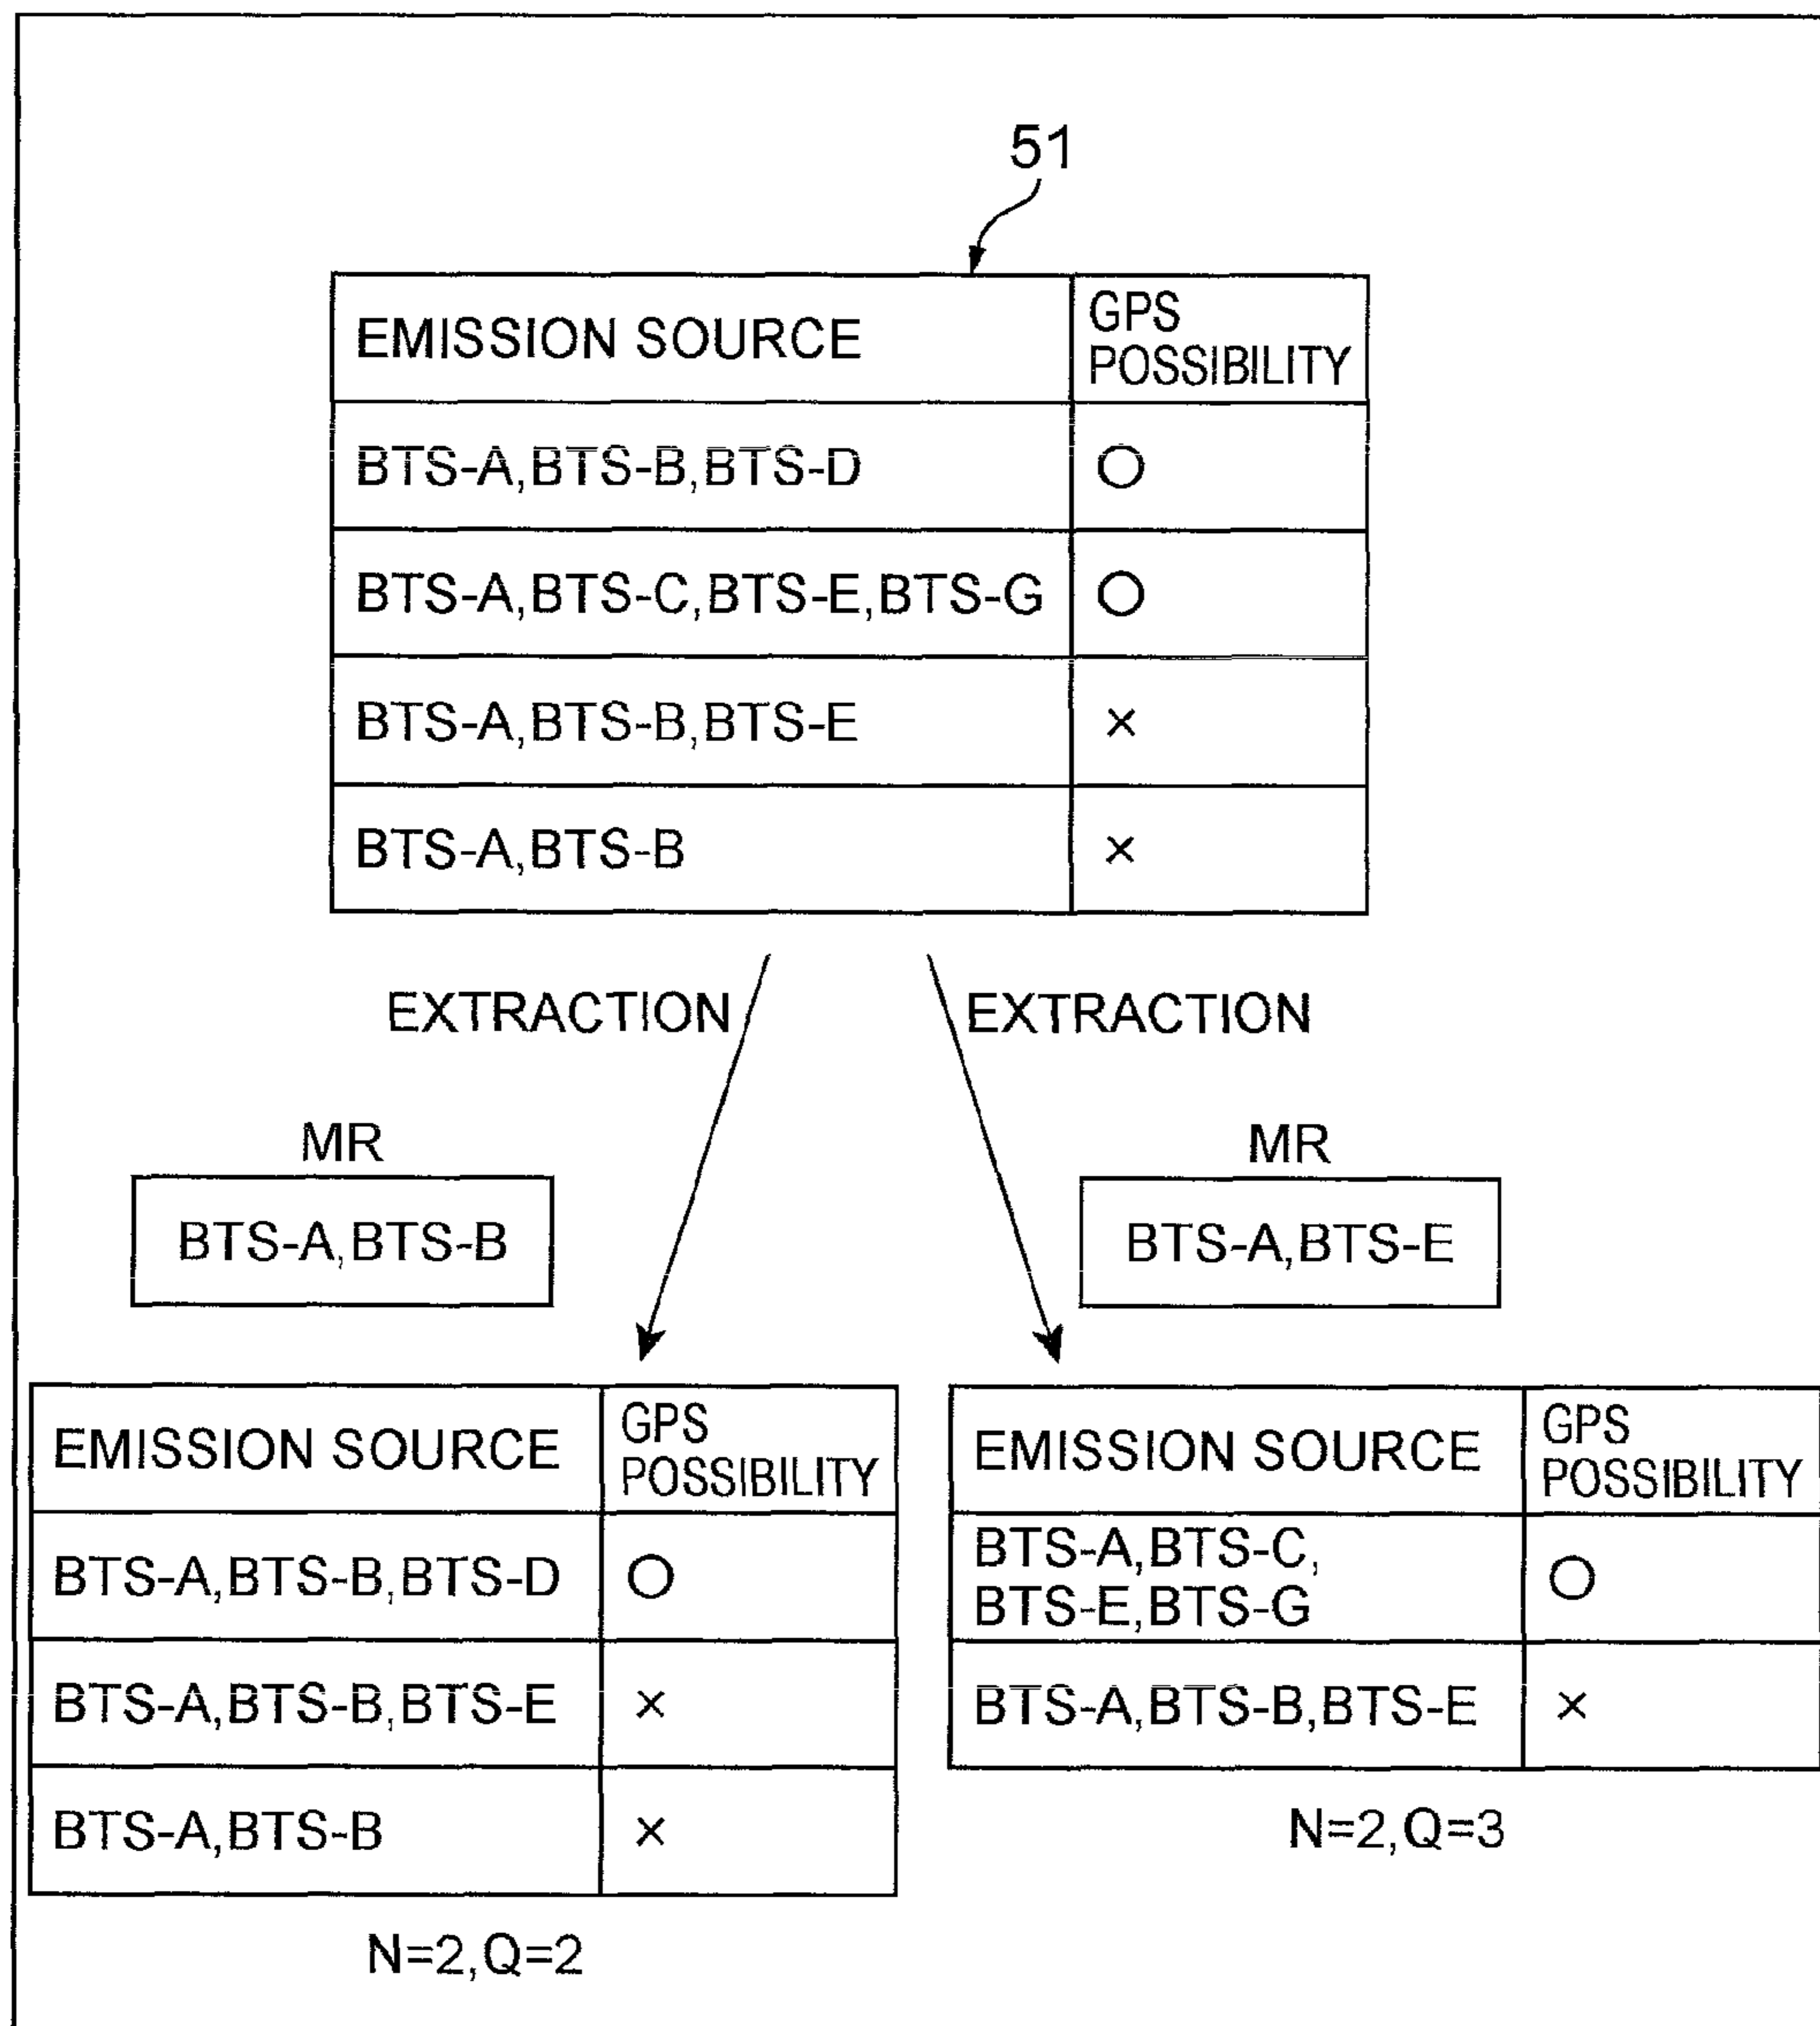 51
EMISSION SOURCE
GPS
POSSIBILITY
BTS-A,BTS-B,BTS-D
○
BTS-A,BTS-C,BTS-E,BTS-G
○
BTS-A,BTS-B,BTS-E
×
BTS-A,BTS-B
×
EXTRACTION
EXTRACTION
MR
BTS-A,BTS-B
MR
BTS-A,BTS-E
EMISSION SOURCE
GPS
POSSIBILITY
BTS-A,BTS-B,BTS-D
○
BTS-A,BTS-B,BTS-E
×
BTS-A,BTS-B
×
N=2,Q=2
EMISSION SOURCE
GPS
POSSIBILITY
BTS-A,BTS-C,
BTS-E,BTS-G
○
BTS-A,BTS-B,BTS-E
×
N=2,Q=3